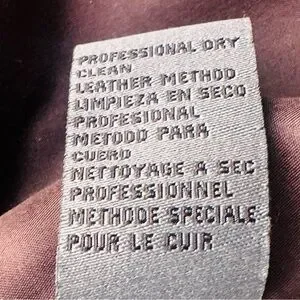 PROFESSIONAL DRY
CLEAN
LEATHER METHOD
LIMPIEZA EN SECO
PROFESIONAL
METODO PARA
CUERO
NETTOYAGE A SEC
PROFESSIONNEL
METHODE SPECIALE
POUR LE CUIR